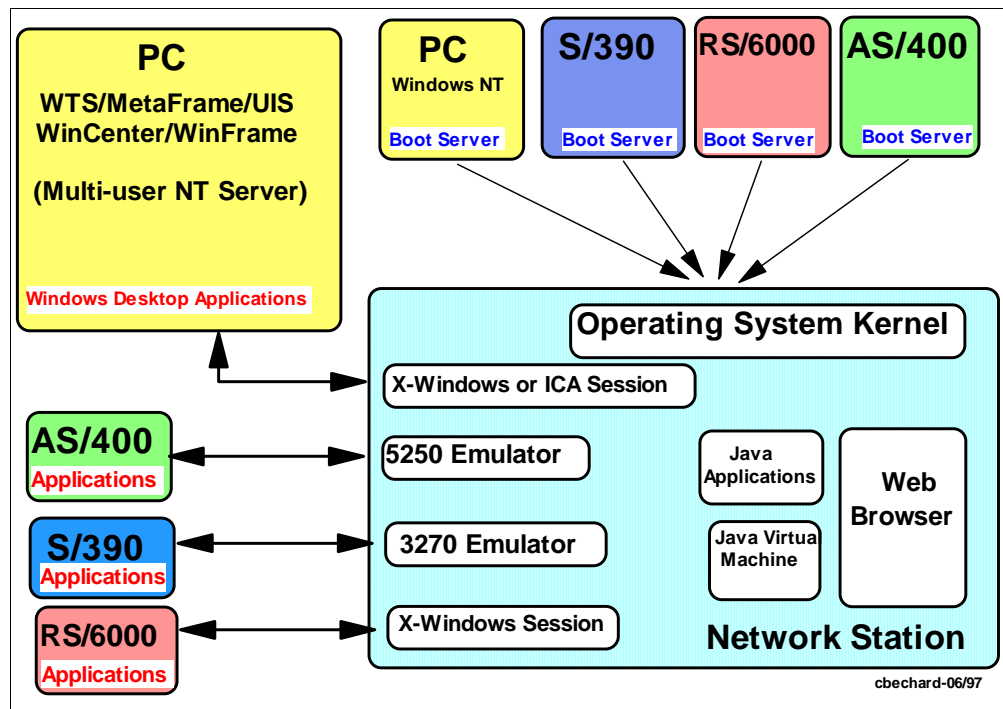 PC
WTS/MetaFrame/UIS
WinCenter/WinFrame
(Multi-user NT Server)
Windows Desktop Applications
PC
Windows NT
Boot Server
S/390
Boot Server
RS/6000
Boot Server
AS/400
Boot Server
Operating System Kernel
X-Windows or ICA Session
AS/400
Applications
5250 Emulator
S/390
Applications
3270 Emulator
RS/6000
Applications
X-Windows Session
Java
Applications
Java Virtua
Machine
Web
Browser
Network Station
cbechard-06/97